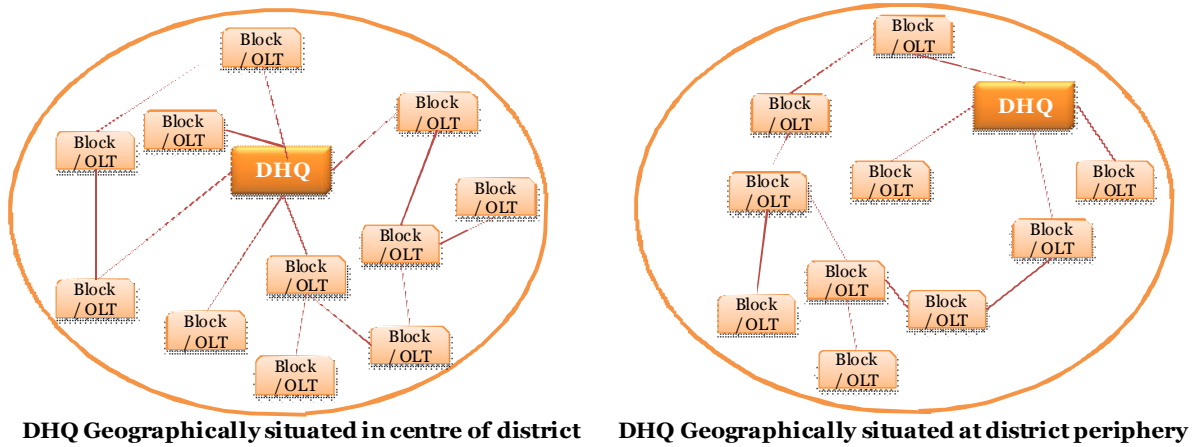 Block
/ OLT
Block
/ OLT
Block
/ OLT
Block
/ OLT
DHQ
Block
/ OLT
Block
/ OLT
Block
/ OLT
Block
/ OLT
Block
/ OLT
Block
/ OLT
Block
/ OLT
DHQ Geographically situated in centre of district
Block
/ OLT
DHQ
Block
/ OLT
Block
/ OLT
Block
/ OLT
Block
/ OLT
Block
/ OLT
Block
/ OLT
Block
/ OLT
Block
/ OLT
Block
/ OLT
DHQ Geographically situated at district periphery